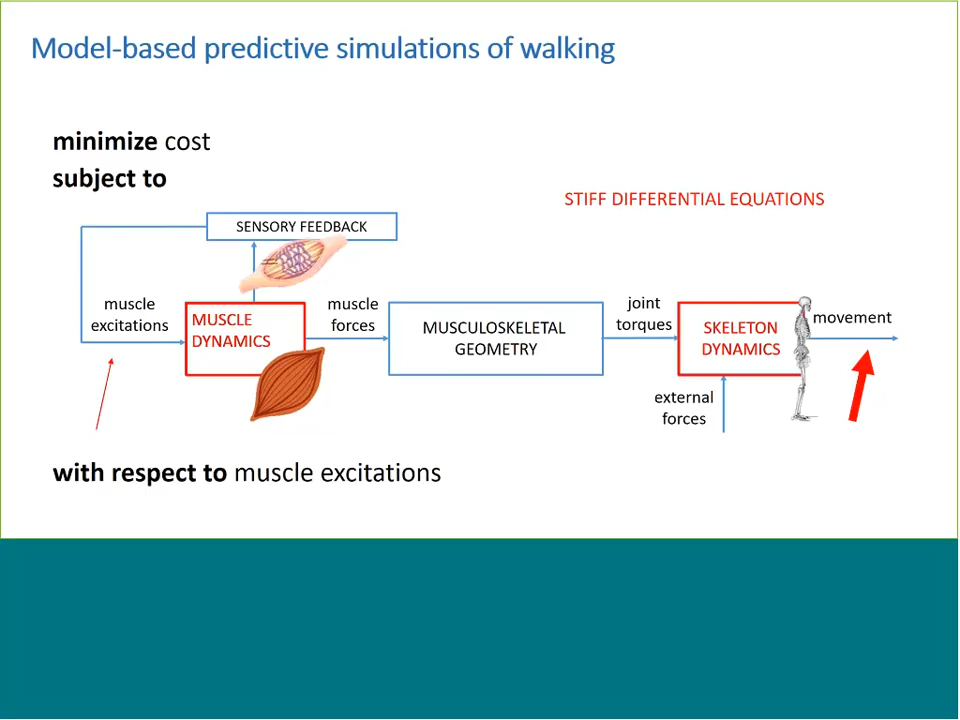 Model-based predictive simulations of walking
minimize cost
subject to
STIFF DIFFERENTIAL EQUATIONS
SENSORY FEEDBACK
muscle
excitations
MUSCLE
DYNAMICS
muscle
forces
MUSCULOSKELETAL
GEOMETRY
joint
torques
SKELETON
DYNAMICS
movement
external
forces
with respect to muscle excitations